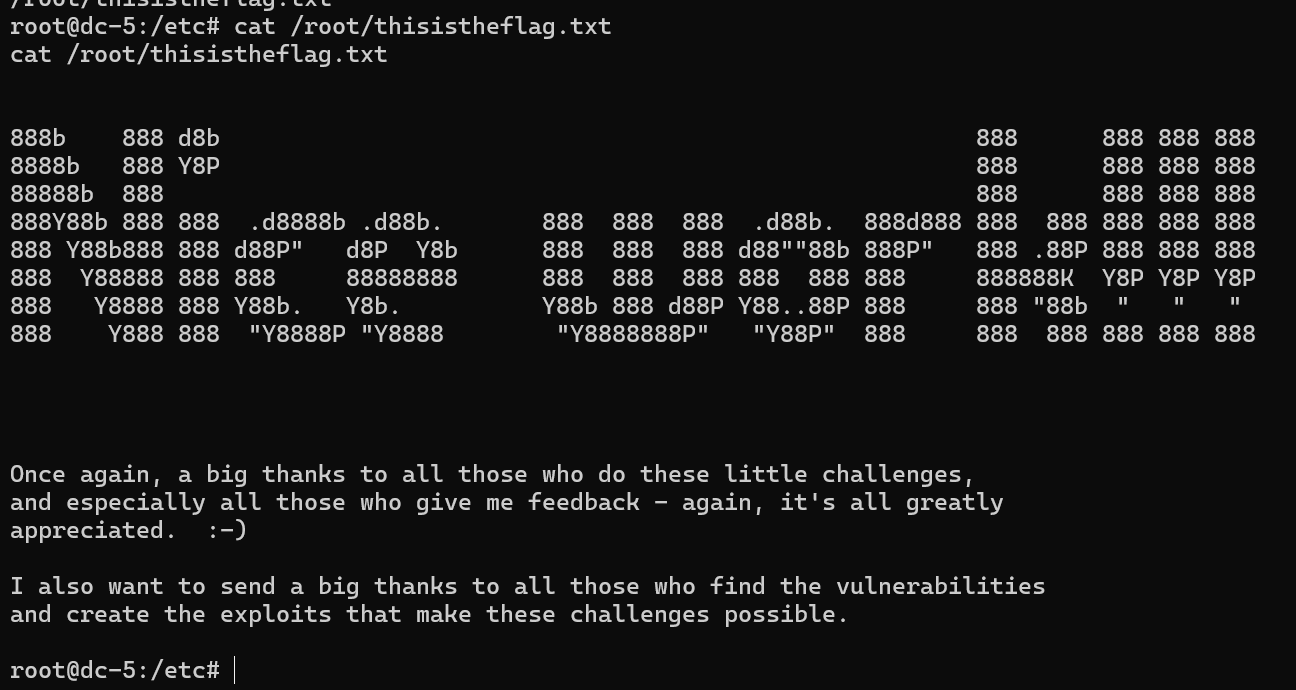 /root/thisistheflag.txt
root@dc-5:/etc# cat /root/thisistheflag.txt
cat /root/thisistheflag.txt
888b    888 d8b                                                      888      888 888 888
8888b   888 Y8P                                                      888      888 888 888
88888b  888                                                          888      888 888 888
888Y88b 888 888  .d8888b .d88b.       888  888  888  .d88b.  888d888 888  888 888 888 888
888 Y88b888 888 d88P"   d8P  Y8b      888  888  888 d88""88b 888P"   888 .88P 888 888 888
888  Y88888 888 888     88888888      888  888  888 888  888 888     888888K  Y8P Y8P Y8P
888   Y8888 888 Y88b.   Y8b.          Y88b 888 d88P Y88..88P 888     888 "88b  "   "   "
888    Y888 888  "Y8888P "Y8888        "Y8888888P"   "Y88P"  888     888  888 888 888 888
Once again, a big thanks to all those who do these little challenges,
and especially all those who give me feedback - again, it's all greatly
appreciated.  :-)
I also want to send a big thanks to all those who find the vulnerabilities
and create the exploits that make these challenges possible.
root@dc-5:/etc#